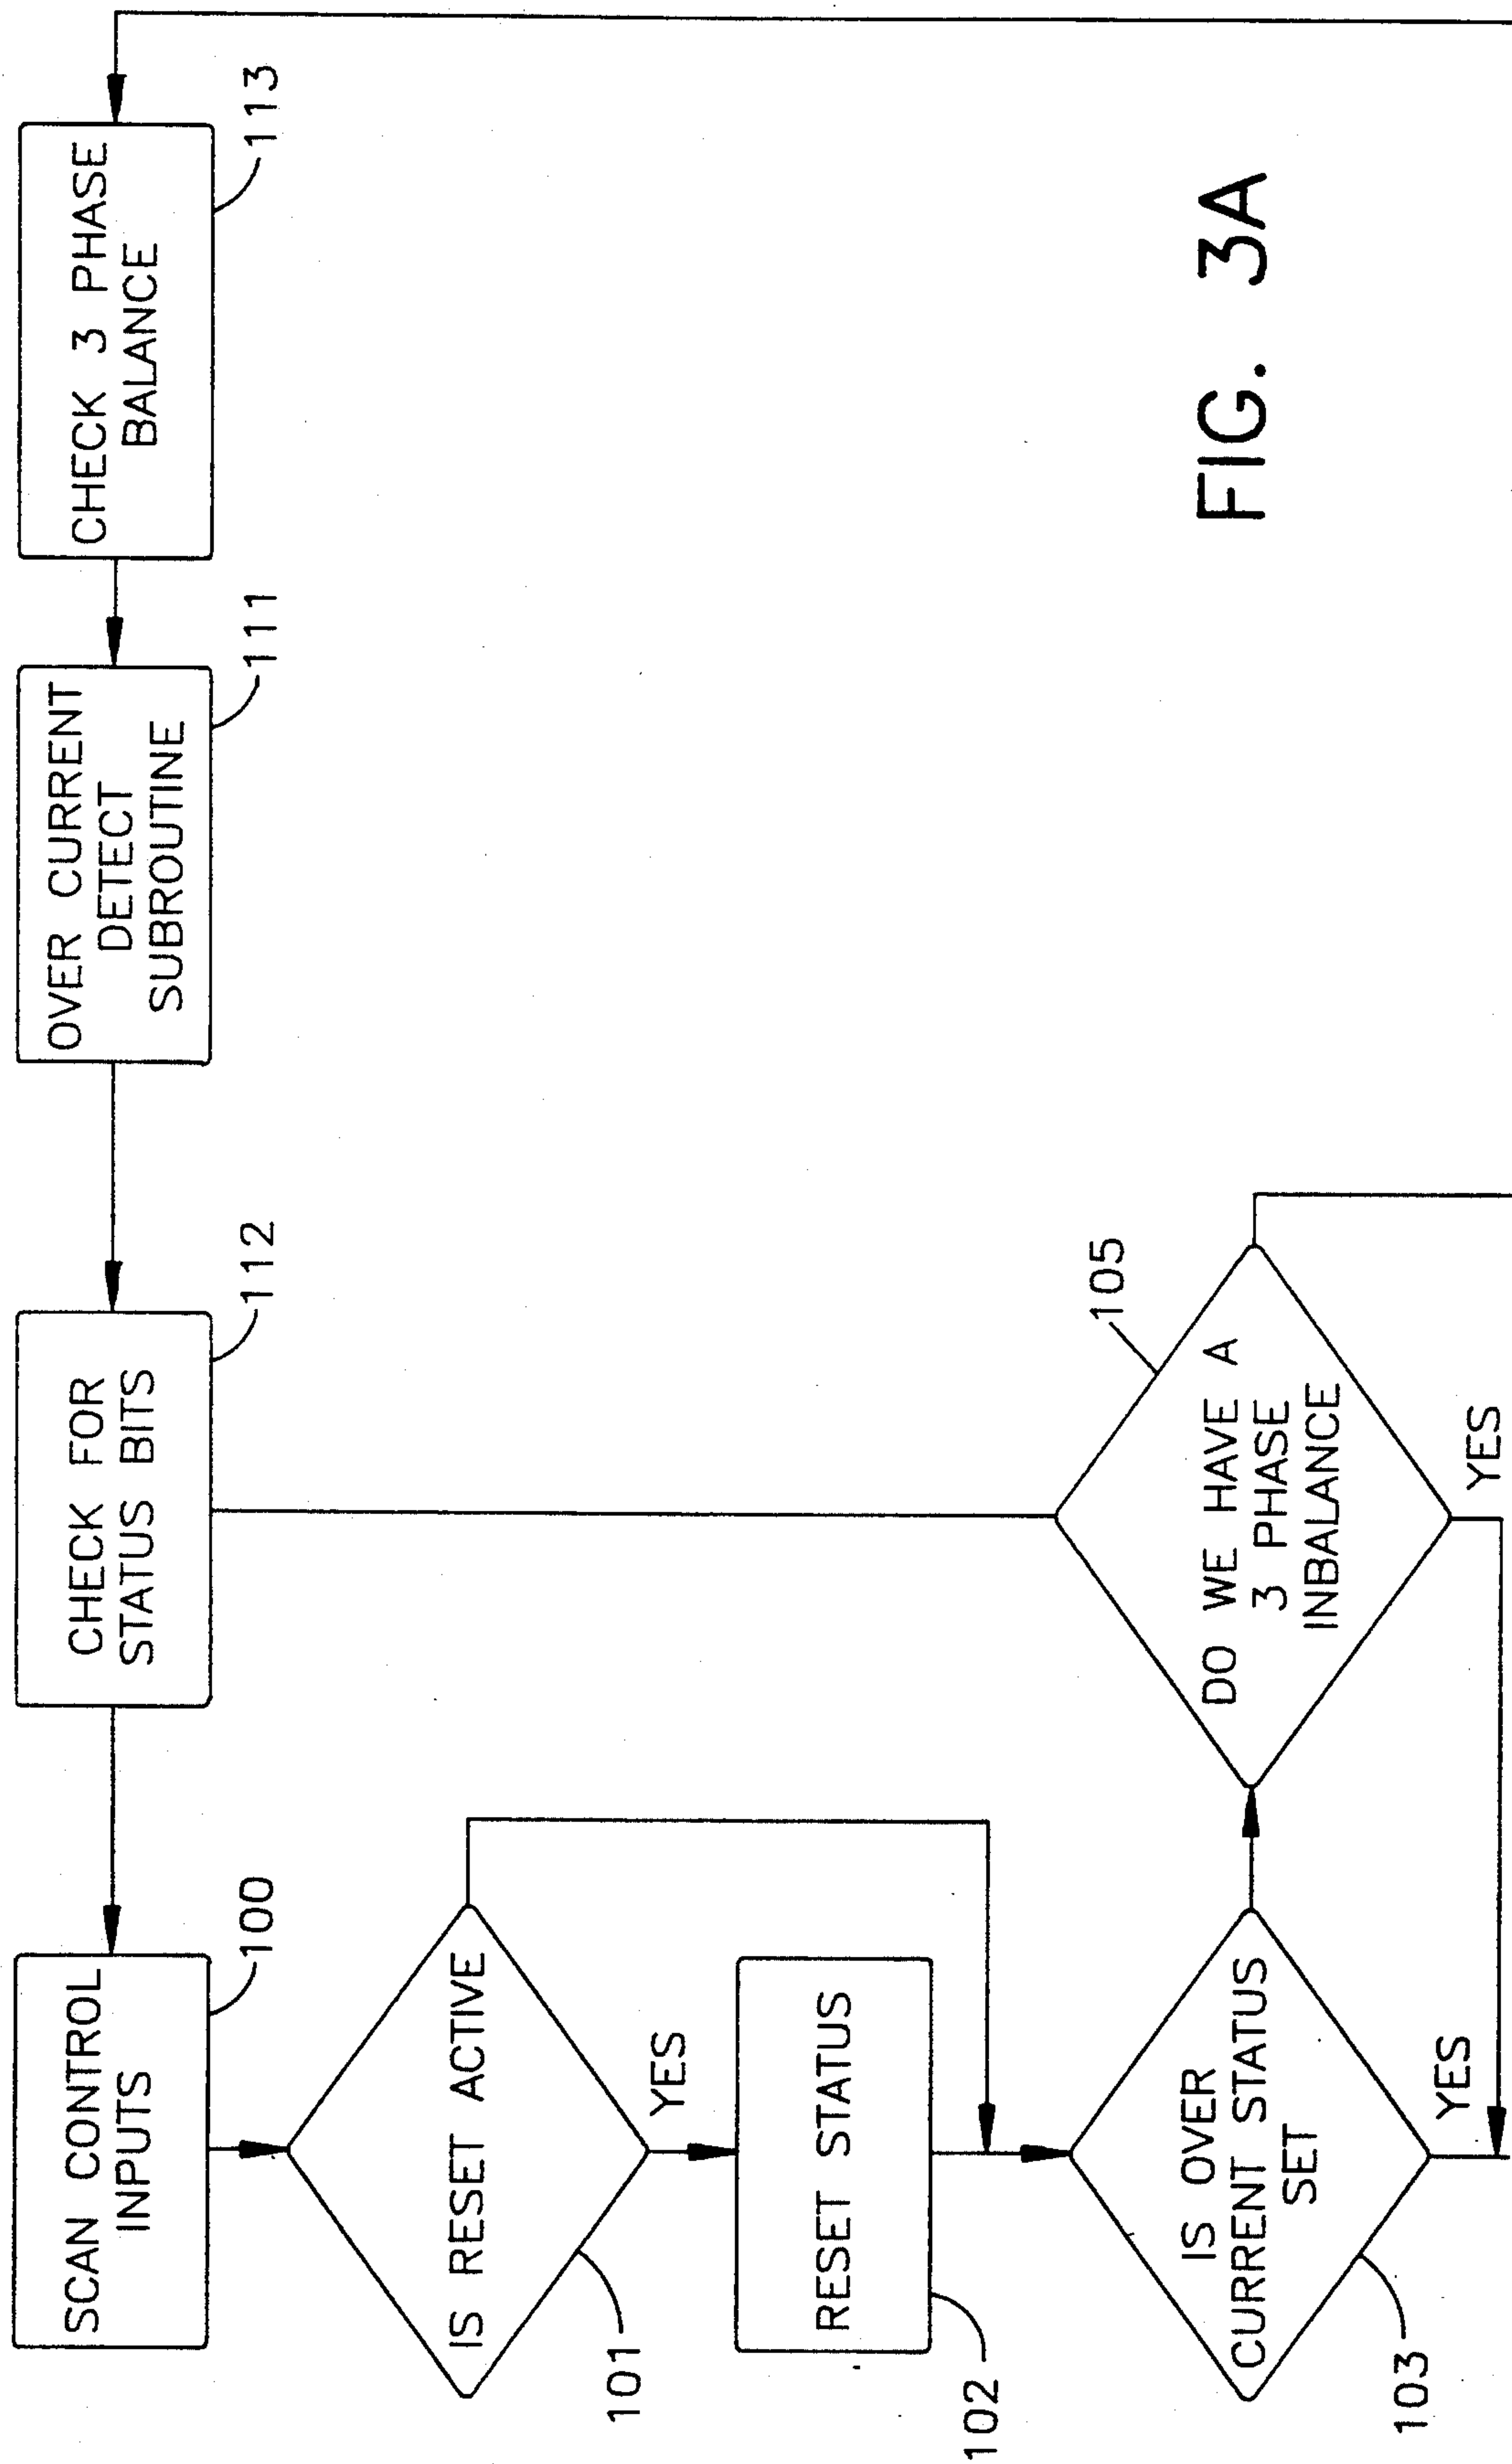 SCAN CONTROL
INPUTS
100
CHECK FOR
STATUS BITS
112
OVER CURRENT
DETECT
SUBROUTINE
111
CHECK 3 PHASE
BALANCE
113
IS RESET ACTIVE
101
YES
RESET STATUS
102
IS OVER
CURRENT STATUS
SET
103
YES
DO WE HAVE A
3 PHASE
INBALANCE
105
YES
FIG. 3A